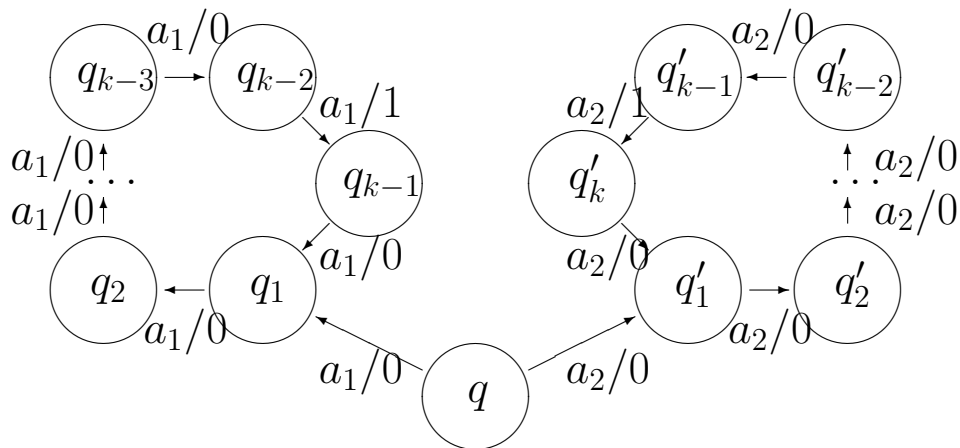 a₁/0 a₂/0
qₖ₋₃ qₖ₋₂ q′ₖ₋₁ q′ₖ₋₂
a₁/1 a₂/1
a₁/0 ... qₖ₋₁ q′ₖ ... a₂/0
a₁/0 a₂/0
a₁/0 a₂/0
q₂ q₁ q′₁ q′₂
a₁/0 a₂/0
a₁/0 a₂/0
q